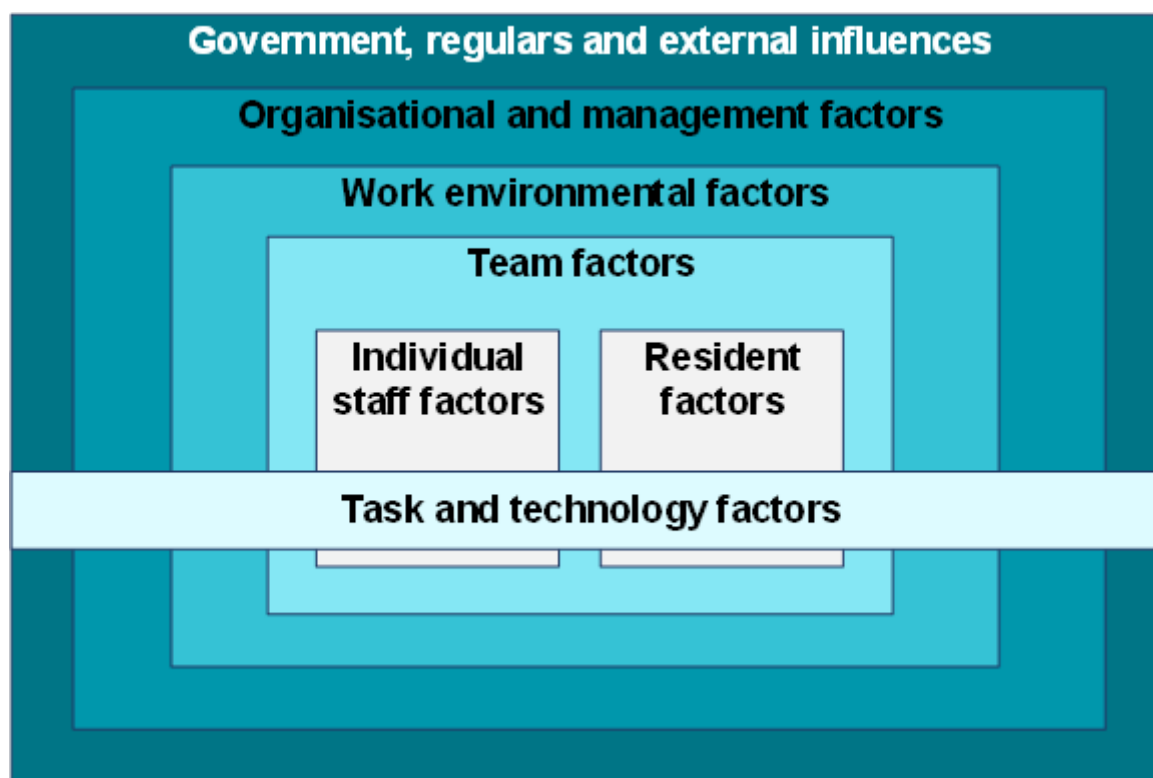 Government, regulars and external influences
Organisational and management factors
Work environmental factors
Team factors
Individual
staff factors
Resident
factors
Task and technology factors